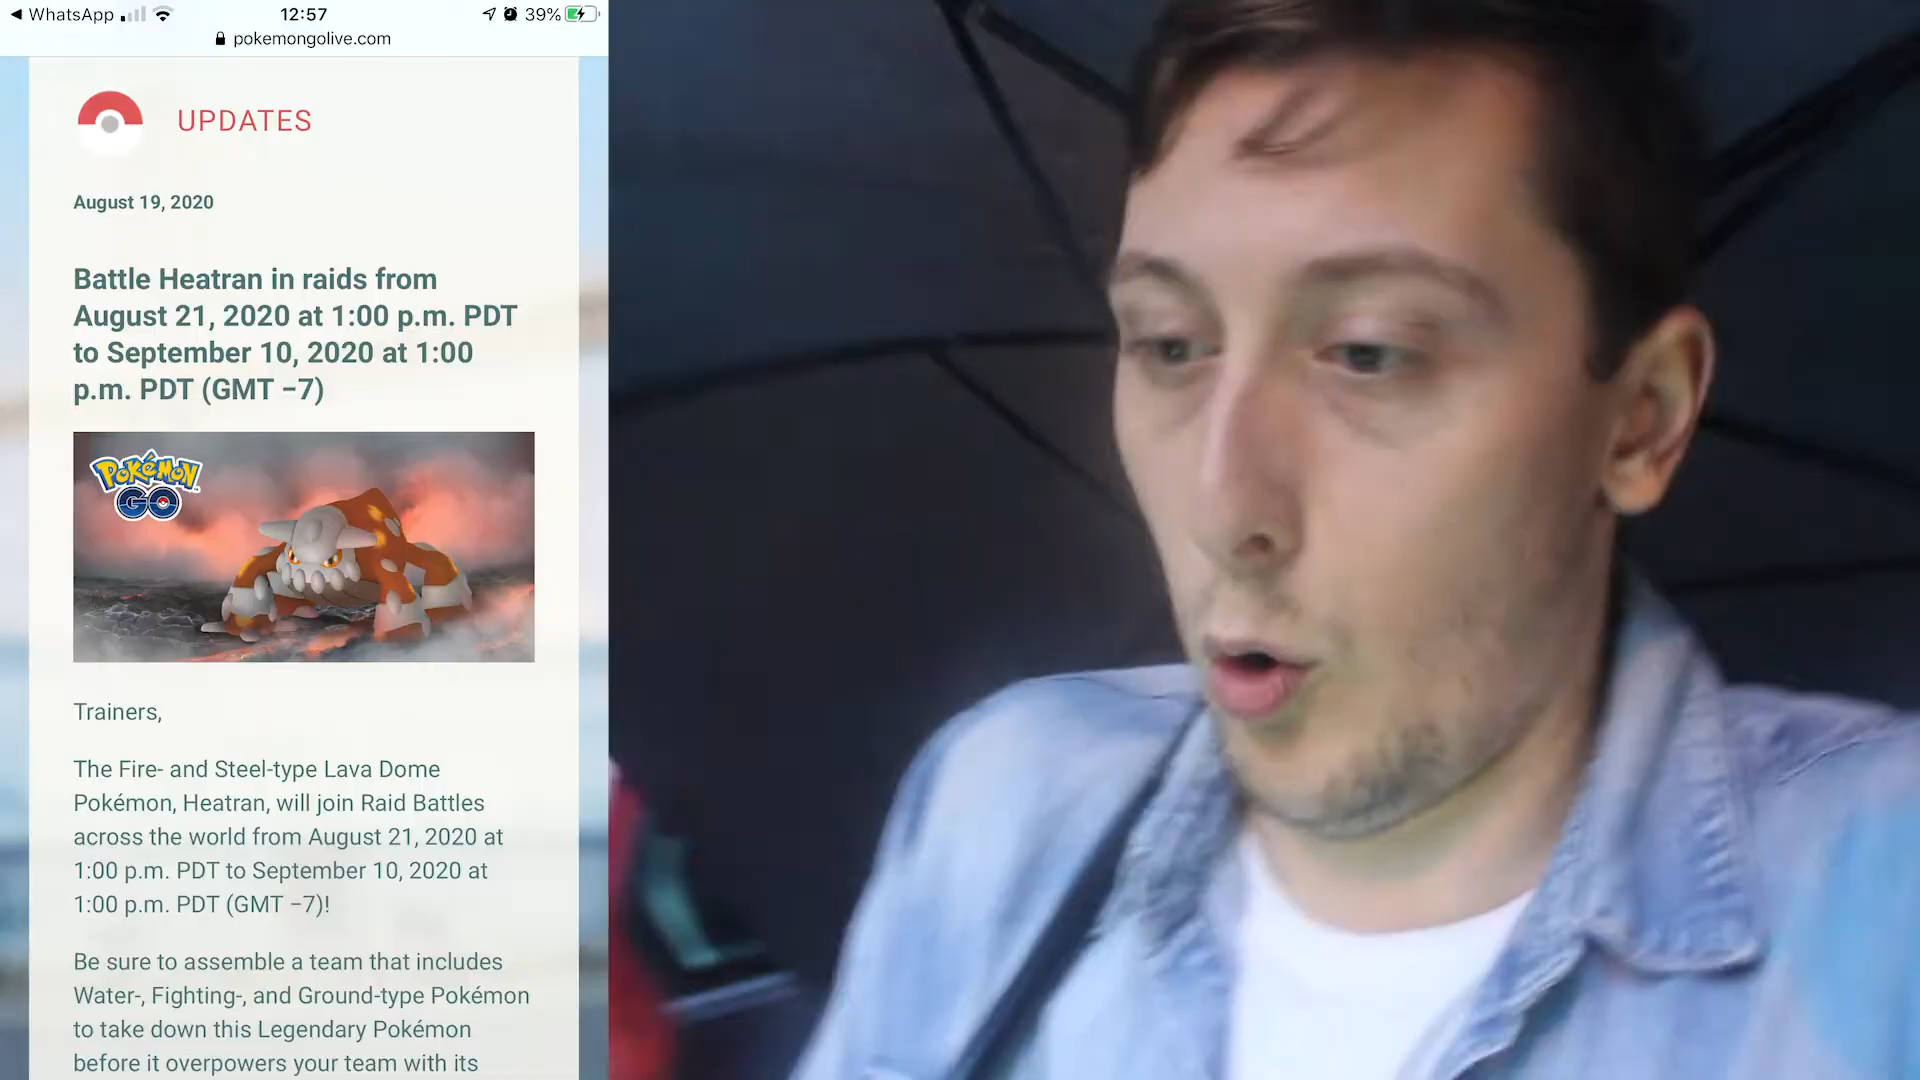 WhatsApp 12:57 39%
pokemongolive.com
UPDATES
August 19, 2020
Battle Heatran in raids from
August 21, 2020 at 1:00 p.m. PDT
to September 10, 2020 at 1:00
p.m. PDT (GMT −7)
POKéMON
GO
Trainers,
The Fire- and Steel-type Lava Dome
Pokémon, Heatran, will join Raid Battles
across the world from August 21, 2020 at
1:00 p.m. PDT to September 10, 2020 at
1:00 p.m. PDT (GMT −7)!
Be sure to assemble a team that includes
Water-, Fighting-, and Ground-type Pokémon
to take down this Legendary Pokémon
before it overpowers your team with its